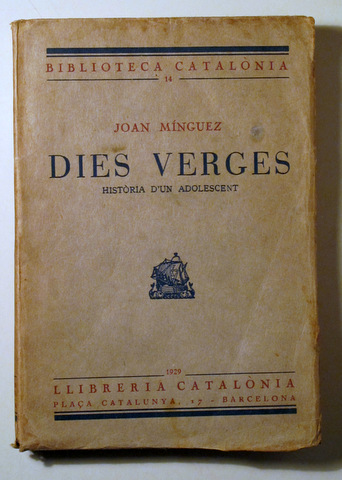 BIBLIOTECA CATALÒNIA
14
JOAN MÍNGUEZ
DIES VERGES
HISTÒRIA D'UN ADOLESCENT
1929
LLIBRERIA CATALÒNIA
PLAÇA CATALUNYA, 17 - BARCELONA